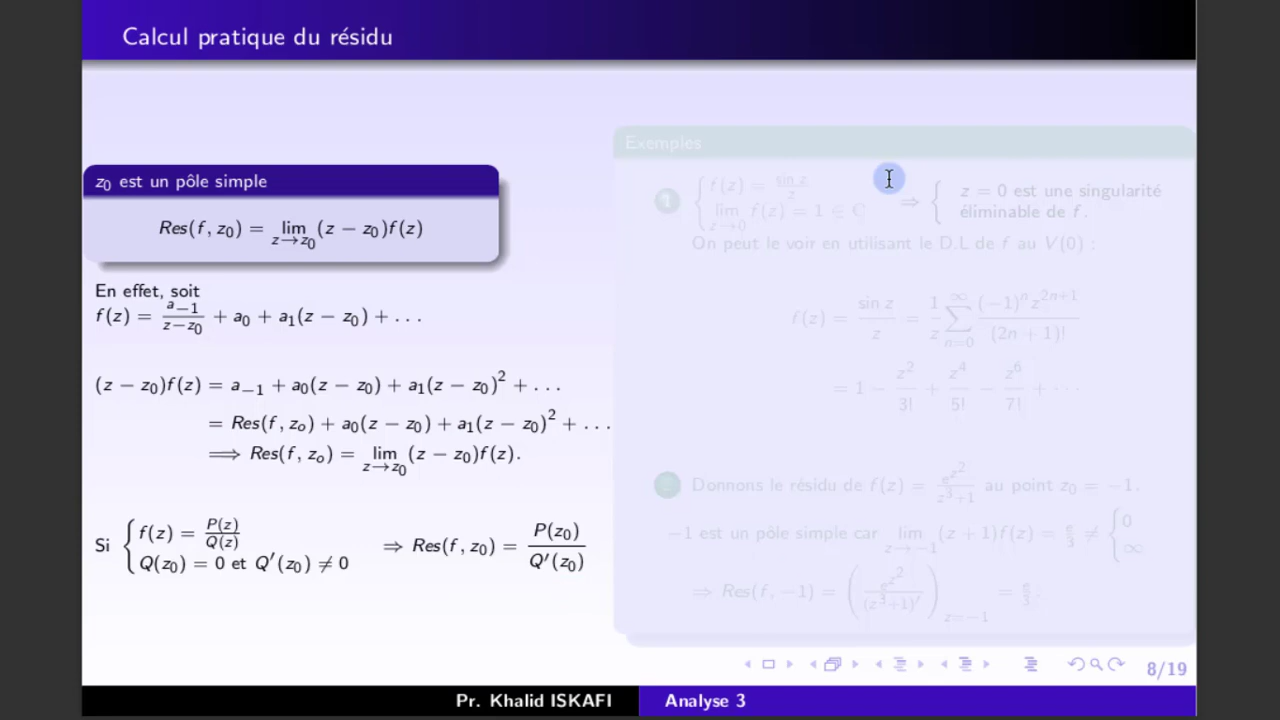 Calcul pratique du résidu
z₀ est un pôle simple
Res(f, z₀) = lim_{z→z₀} (z − z₀)f(z)
En effet, soit
f(z) = a₋₁/(z−z₀) + a₀ + a₁(z − z₀) + . . .
(z − z₀)f(z) = a₋₁ + a₀(z − z₀) + a₁(z − z₀)² + . . .
= Res(f, zₒ) + a₀(z − z₀) + a₁(z − z₀)² + . . .
⟹ Res(f, zₒ) = lim_{z→z₀} (z − z₀)f(z).
Si { f(z) = P(z)/Q(z)
Q(z₀) = 0 et Q′(z₀) ≠ 0 ⇒ Res(f, z₀) = P(z₀)/Q′(z₀)
Exemples
1 { f(z) = sin z/z
lim_{z→0} f(z) = 1 ∈ ℂ ⇒ { z = 0 est une singularité
éliminable de f.
On peut le voir en utilisant le D.L de f au V(0) :
f(z) = sin z/z = 1/z ∑_{n=0}^{∞} (−1)ⁿz²ⁿ⁺¹/(2n + 1)!
= 1 − z²/3! + z⁴/5! − z⁶/7! + · · ·
2 Donnons le résidu de f(z) = e^{z²}/(z³+1) au point z₀ = −1.
−1 est un pôle simple car lim_{z→−1} (z + 1)f(z) = e/3 ≠ { 0
∞
⇒ Res(f, −1) = (e^{z²}/(z³+1)′)_{z=−1} = e/3.
8/19
Pr. Khalid ISKAFI
Analyse 3